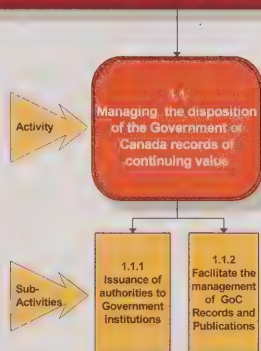 Activity
1.1
Managing the disposition
of the Government of
Canada records of
continuing value
Sub-
Activities
1.1.1
Issuance of
authorities to
Government
institutions
1.1.2
Facilitate the
management
of GoC
Records and
Publications